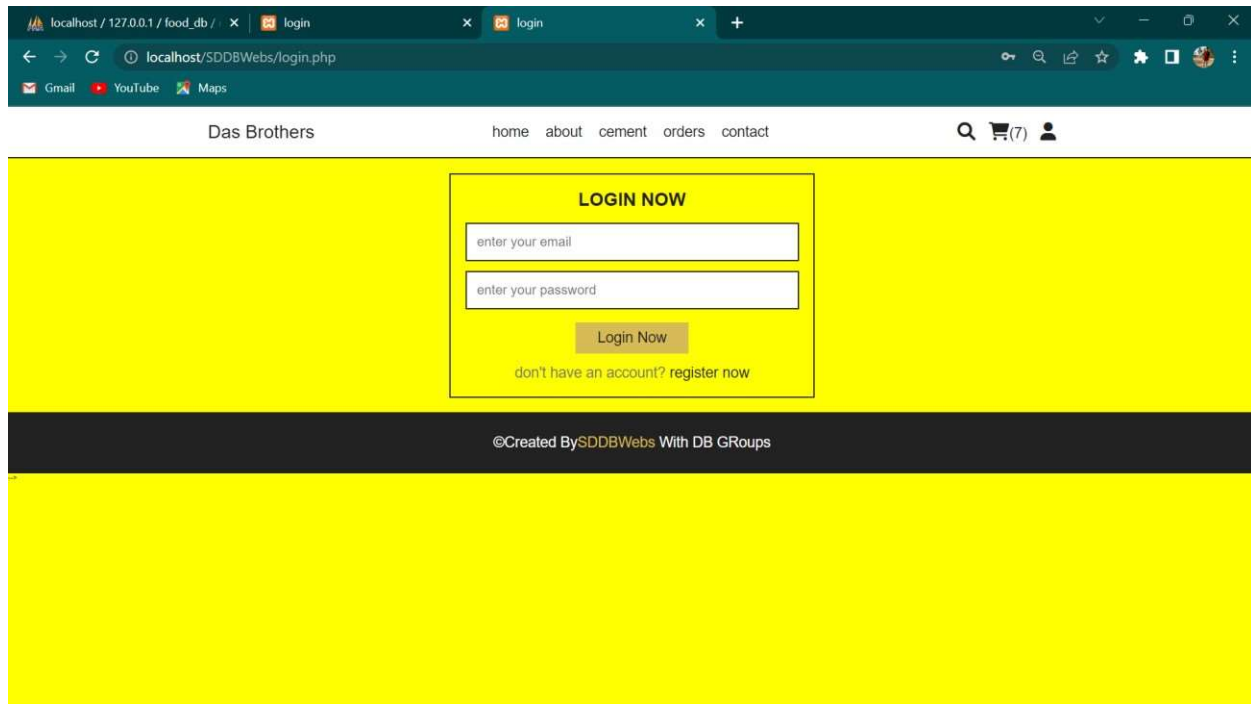 localhost / 127.0.0.1 / food_db / login login
localhost/SDDBWebs/login.php
Gmail YouTube Maps
Das Brothers home about cement orders contact (7)
LOGIN NOW
enter your email
enter your password
Login Now
don't have an account? register now
©Created BySDDBWebs With DB GRoups